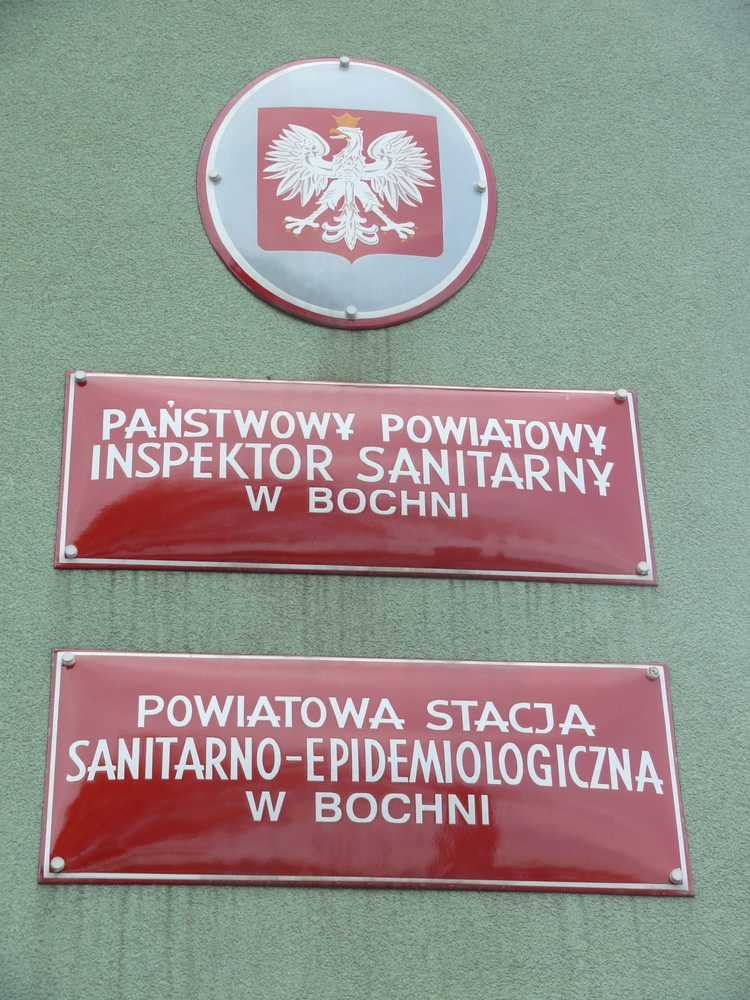 PAŃSTWOWY POWIATOWY
INSPEKTOR SANITARNY
W BOCHNI
POWIATOWA STACJA
SANITARNO-EPIDEMIOLOGICZNA
W BOCHNI